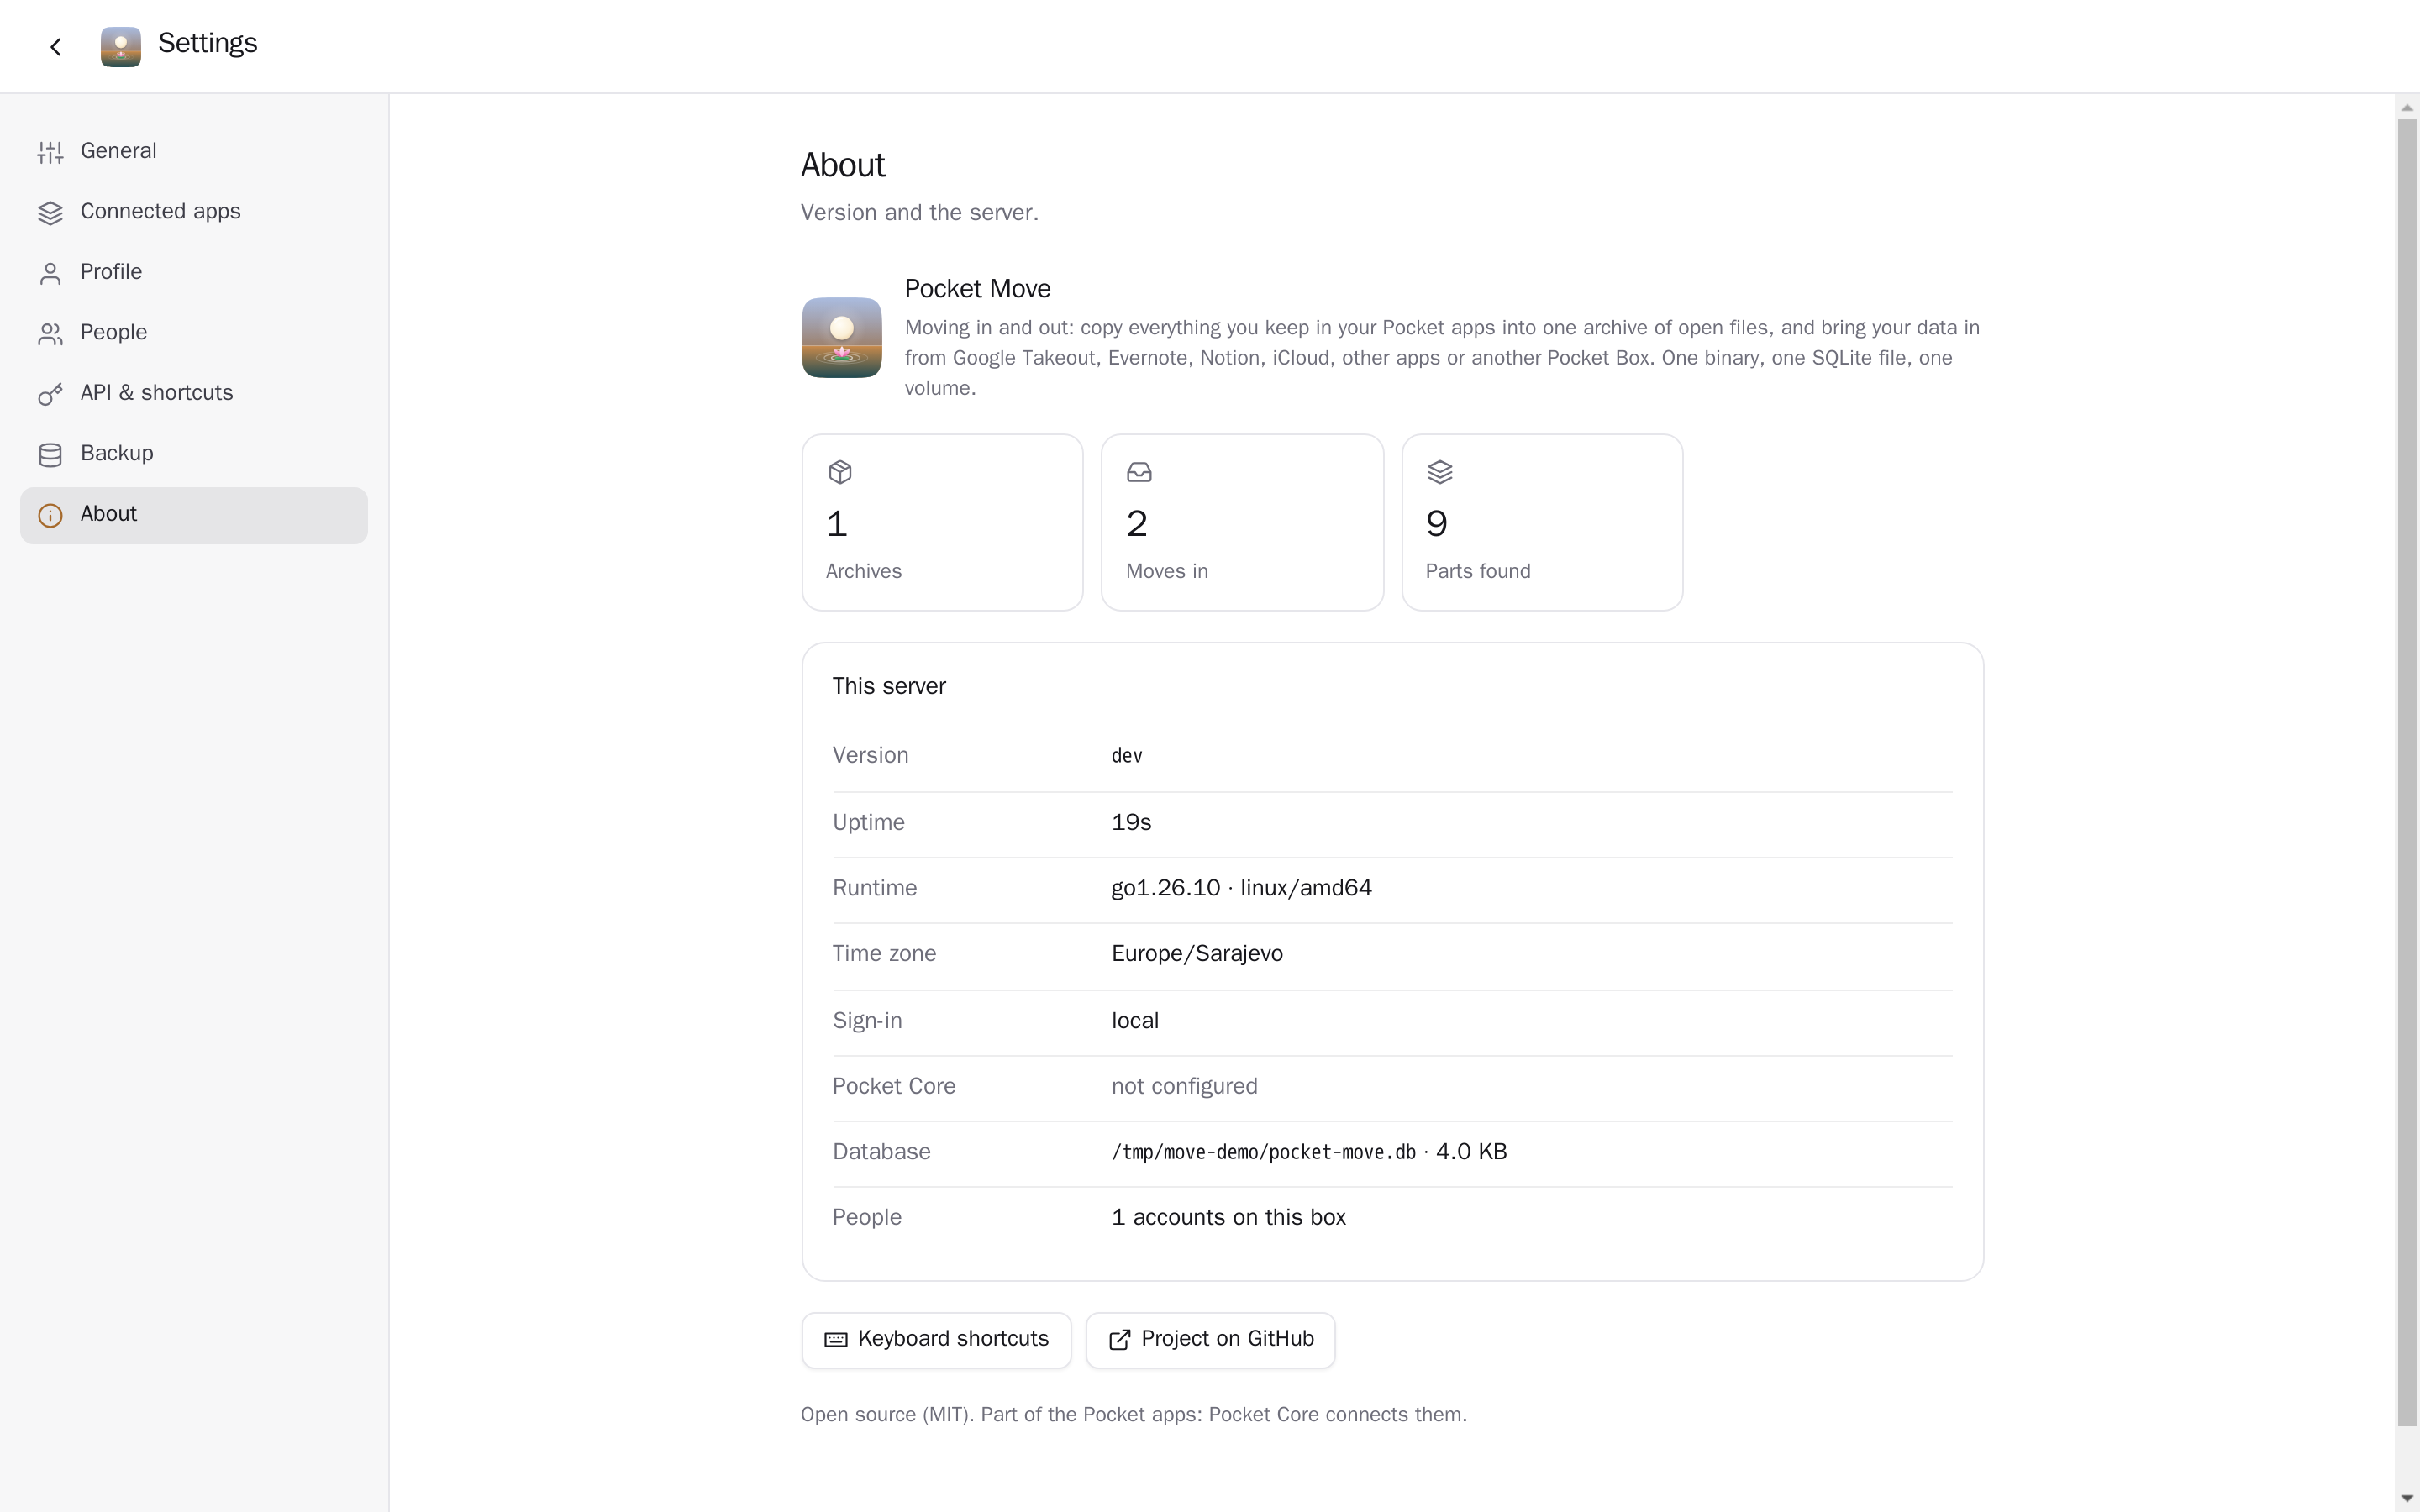 Settings
General
Connected apps
Profile
People
API & shortcuts
Backup
About
About
Version and the server.
Pocket Move
Moving in and out: copy everything you keep in your Pocket apps into one archive of open files, and bring your data in
from Google Takeout, Evernote, Notion, iCloud, other apps or another Pocket Box. One binary, one SQLite file, one
volume.
1
Archives
2
Moves in
9
Parts found
This server
Version dev
Uptime 19s
Runtime go1.26.10 · linux/amd64
Time zone Europe/Sarajevo
Sign-in local
Pocket Core not configured
Database /tmp/move-demo/pocket-move.db · 4.0 KB
People 1 accounts on this box
Keyboard shortcuts
Project on GitHub
Open source (MIT). Part of the Pocket apps: Pocket Core connects them.